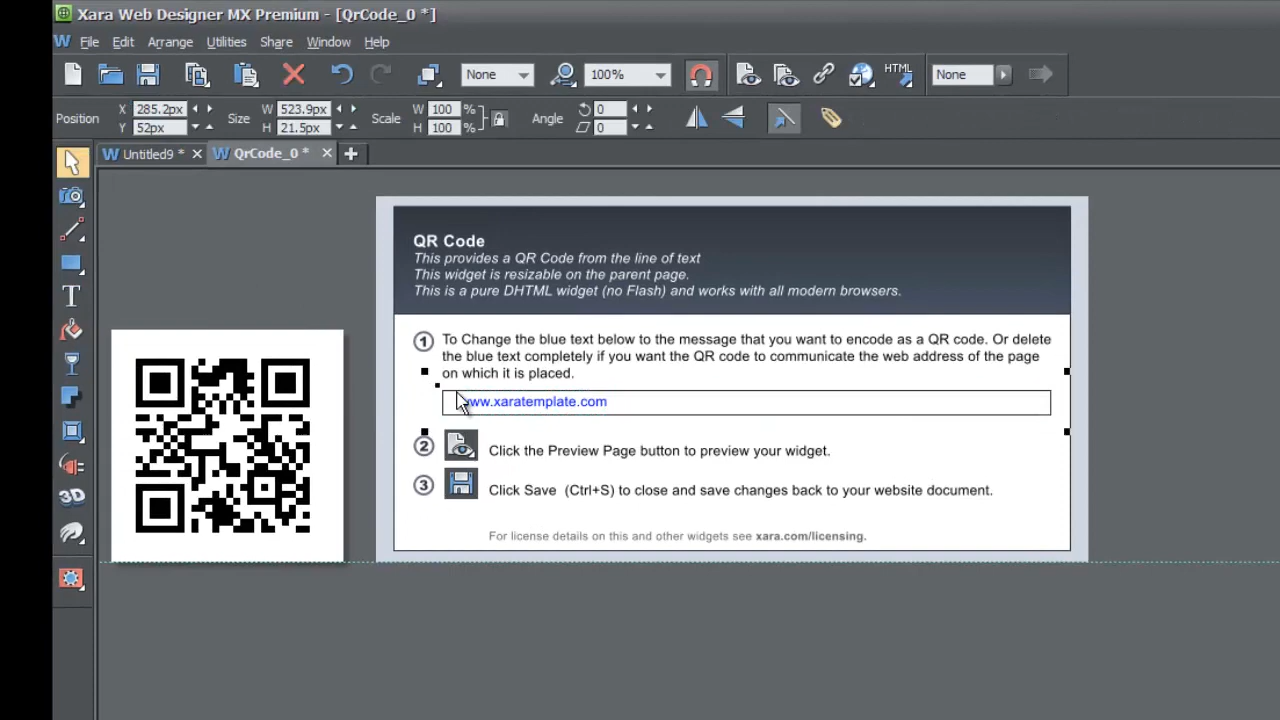 Xara Web Designer MX Premium - [QrCode_0 *]
File Edit Arrange Utilities Share Window Help
None 100% HTML None
Position X 285.2px Size W 523.9px Scale W 100 % Angle 0
Y 52px H 21.5px H 100 % 0
Untitled9 * QrCode_0 *
QR Code
This provides a QR Code from the line of text
This widget is resizable on the parent page.
This is a pure DHTML widget (no Flash) and works with all modern browsers.
1 To Change the blue text below to the message that you want to encode as a QR code. Or delete
the blue text completely if you want the QR code to communicate the web address of the page
on which it is placed.
www.xaratemplate.com
2 Click the Preview Page button to preview your widget.
3 Click Save (Ctrl+S) to close and save changes back to your website document.
For license details on this and other widgets see xara.com/licensing.
T
3D